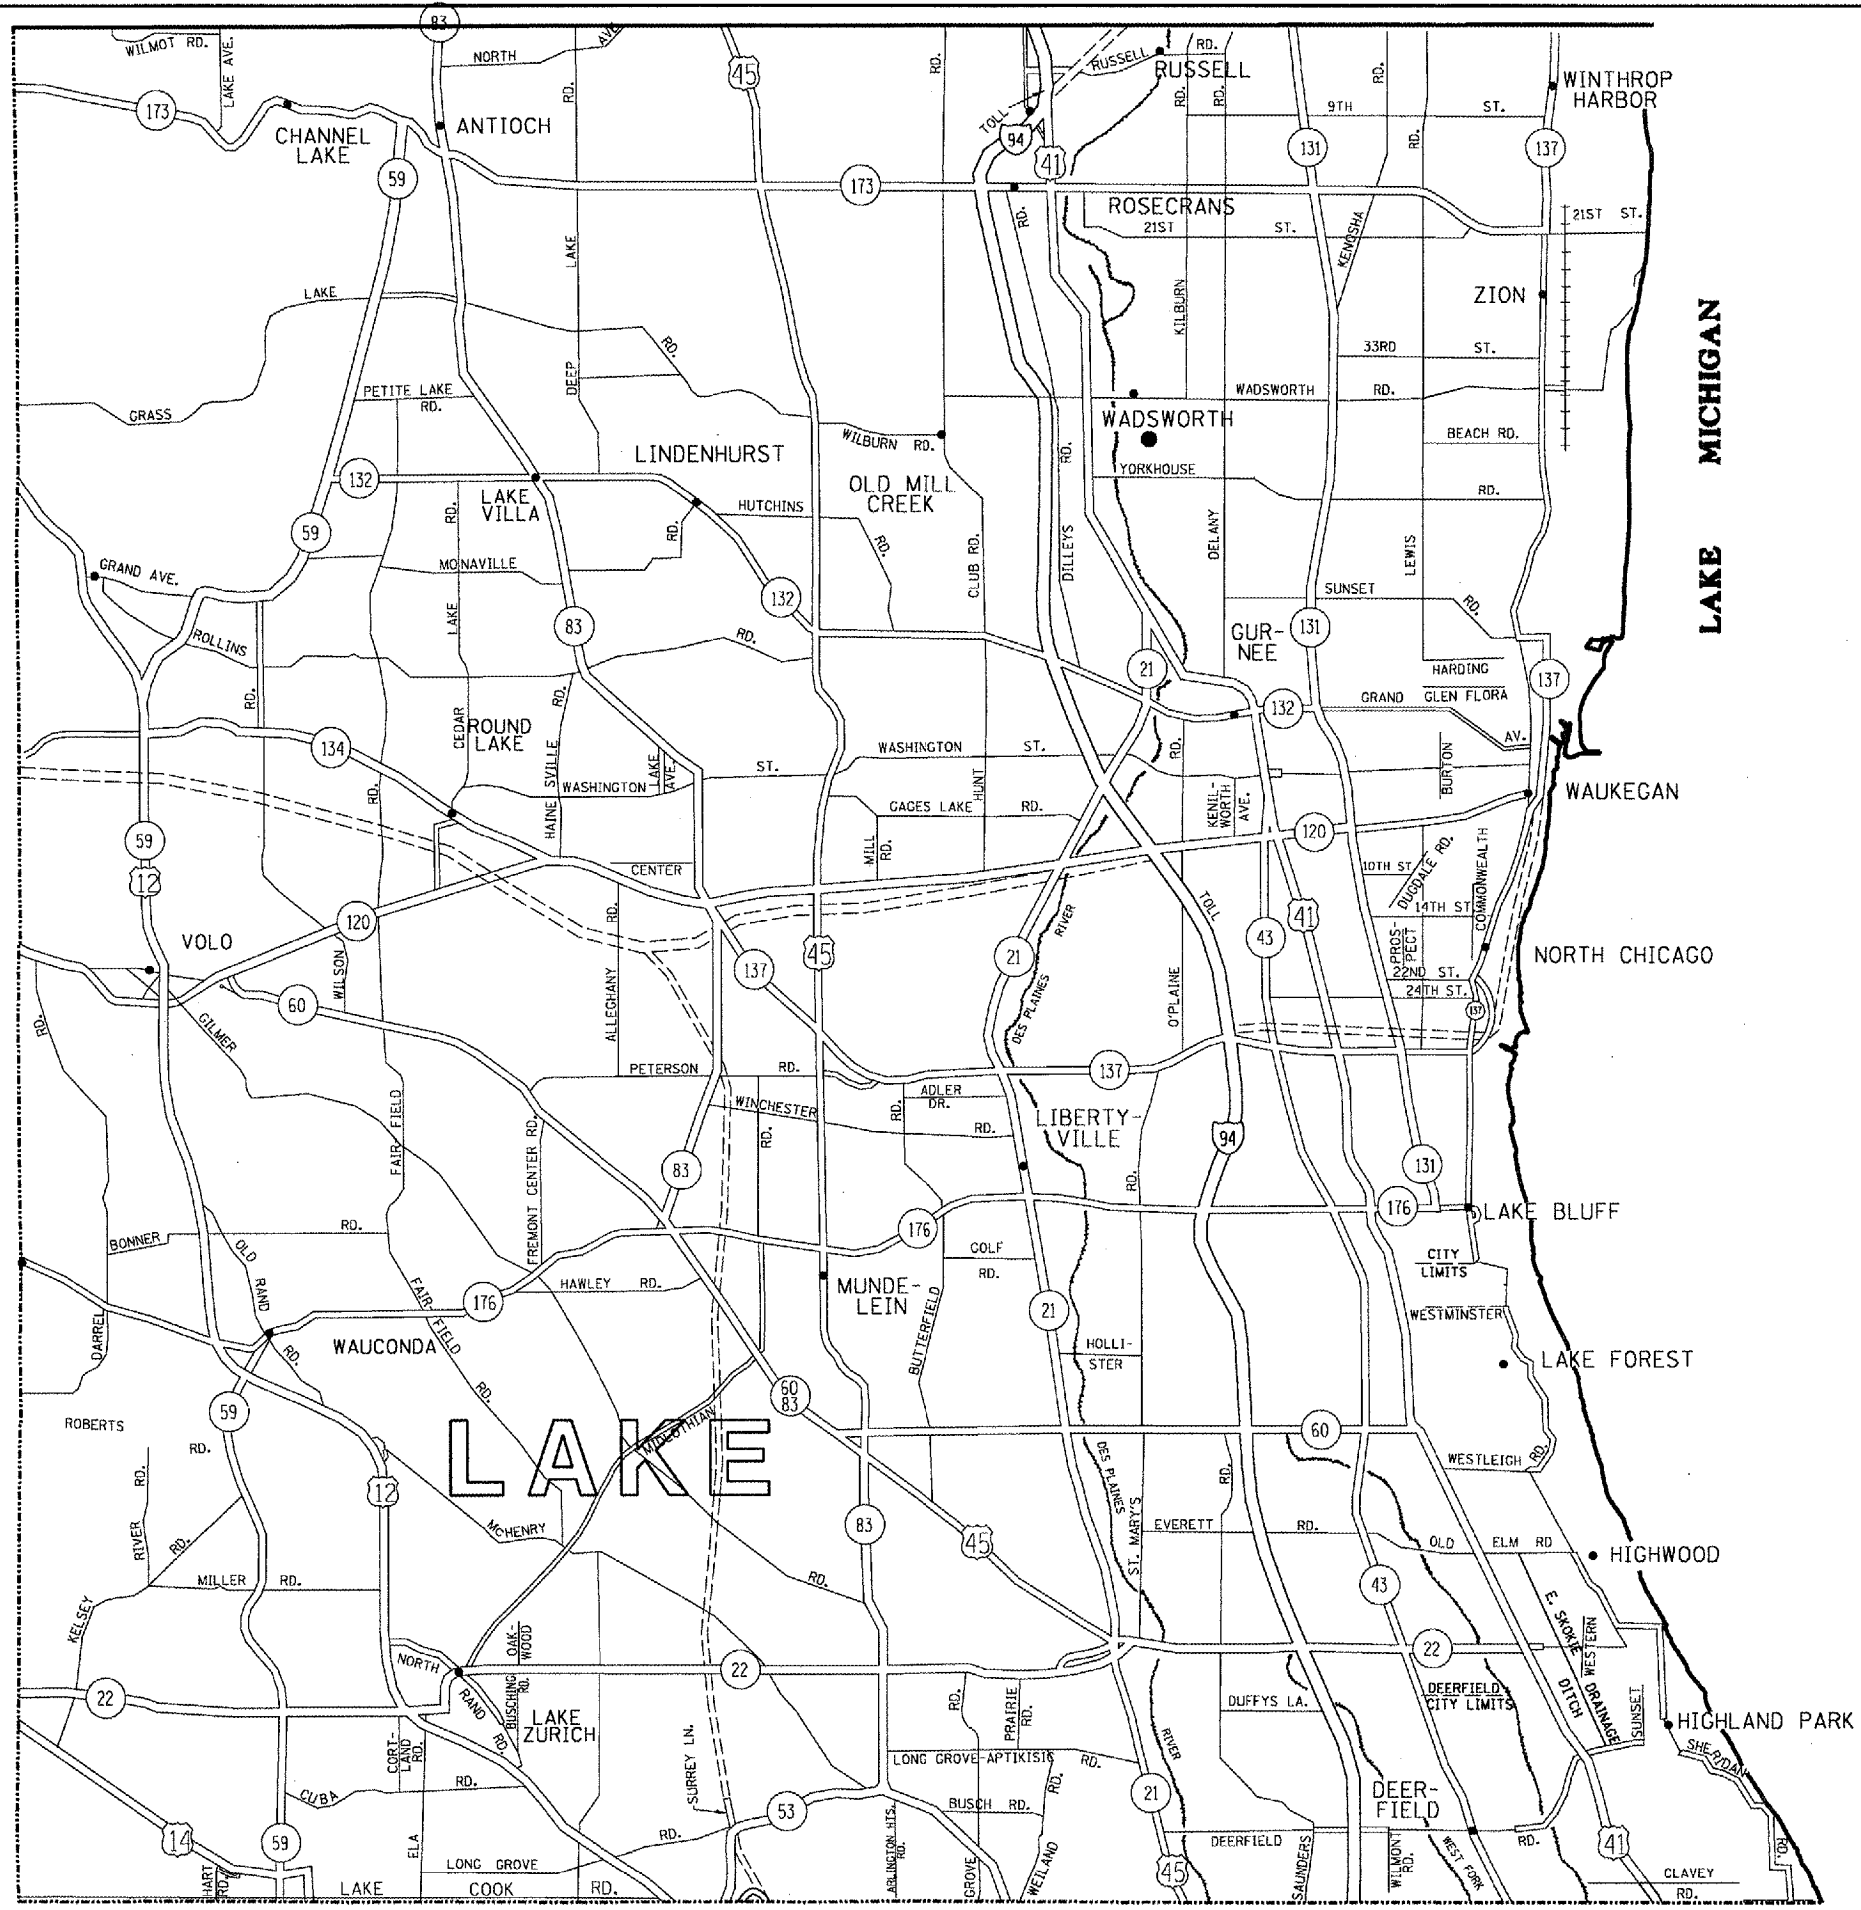 83
WILMOT RD.
LAKE AVE.
NORTH AVE
RD.
45
RD.
RUSSELL RD.
RUSSELL
RD.
RD.
RD.
WINTHROP
HARBOR
173
CHANNEL
LAKE
ANTIOCH
59
TOLL
94
41
9TH ST.
131
RD.
137
173
RD.
ROSECRANS
21ST ST.
21ST ST.
KENOSHA
LAKE
LAKE
KILBURN
ZION
RD.
DEEP
33RD ST.
GRASS
PETITE LAKE
RD.
WADSWORTH RD.
WADSWORTH
LAKE MICHIGAN
WILBURN RD.
RD.
BEACH RD.
LINDENHURST
132
LAKE
VILLA
RD.
OLD MILL
CREEK
YORKHOUSE RD.
59
HUTCHINS
RD.
RD.
CLUB RD.
DILLEYS
DELANY
LEWIS
GRAND AVE.
MONAVILLE
132
SUNSET RD.
ROLLINS
LAKE
83
RD.
GUR-
NEE
131
21
HARDING
137
RD.
RD.
132
GRAND
GLEN FLORA
AV.
CEDAR
ROUND
LAKE
134
WASHINGTON ST.
RD.
BURTON
RD.
HAINE SVILLE
WASHINGTON
LAKE
AVE.
ST.
HUNT
WAUKEGAN
GAGES LAKE RD.
KENIL-
WORTH
AVE.
59
12
MILL
RD.
120
CENTER
10TH ST.
DUGDALE RD.
COMMONWEALTH
120
RD.
TOLL
14TH ST.
VOLO
RIVER
43
41
WILSON
45
21
PROS-
PECT
NORTH CHICAGO
137
22ND ST.
60
ALLEGHANY
DES PLAINES
O'PLAINE
24TH ST.
137
RD.
GILMER
PETERSON RD.
137
FAIR FIELD
WINCHESTER RD.
RD.
ADLER
DR.
RD.
LIBERTY-
VILLE
94
FREMONT CENTER RD.
83
RD.
131
176
176
LAKE BLUFF
BONNER RD.
OLD RAND RD.
GOLF
RD.
CITY
LIMITS
HAWLEY RD.
MUNDE-
LEIN
176
DARREL
FAIR-FIELD RD.
BUTTERFIELD
21
WESTMINSTER
WAUCONDA
HOLLI-
STER
LAKE FOREST
60
83
59
ROBERTS RD.
MIDLOTHIAN
60
LAKE
DES PLAINES
WESTLEIGH RD.
RD.
12
RIVER RD.
MCHENRY RD.
83
45
ST. MARY'S
EVERETT RD.
OLD ELM RD
HIGHWOOD
RD.
MILLER RD.
43
KELSEY
E. SKOKIE
DRAINAGE
DITCH
WESTERN
OAK-
WOOD
BUSCHING
RD.
NORTH
22
22
22
RAND RD.
LAKE
ZURICH
RD.
PRAIRIE
RD.
DUFFYS LA.
DEERFIELD
CITY LIMITS
SUNSET
HIGHLAND PARK
CORT-
LAND
RD.
SURREY LN.
LONG GROVE-APTIKISIC RD.
RIVER
SHERIDAN
CUBA RD.
53
BUSCH RD.
RD.
21
DEER-
FIELD
14
59
ELA
RD.
ARLINGTON HTS.
RD.
DEERFIELD RD.
41
RD.
HART
RD.
LONG GROVE
GROVE
WEILAND
45
SAUNDERS
WILMONT
RD.
WEST FORK
CLAVEY
RD.
LAKE COOK RD.